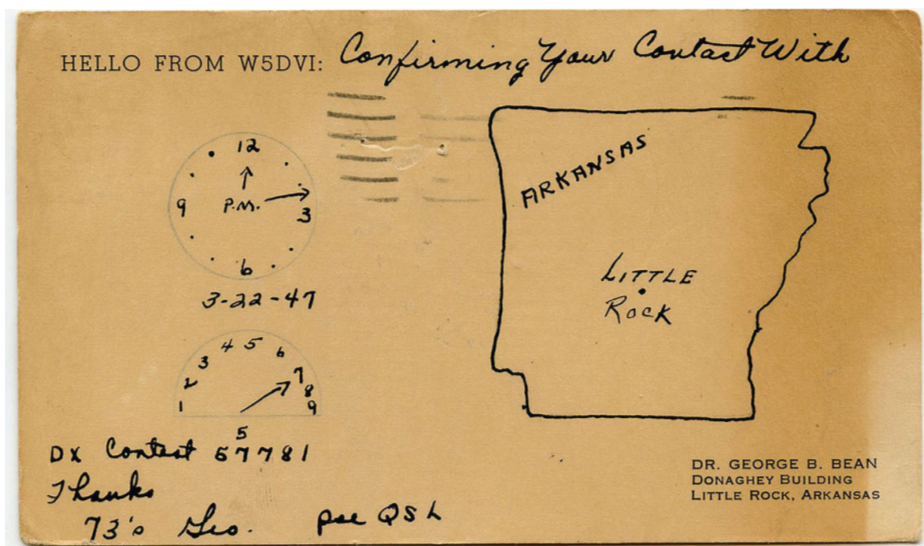 HELLO FROM W5DVI: Confirming Your Contact With
ARKANSAS
12
P.M.
9
3
6
3-22-47
LITTLE
ROCK
1 2 3 4 5 6 7 8 9
5
DX Contest 57781
Thanks
73's Geo. pse QSL
DR. GEORGE B. BEAN
DONAGHEY BUILDING
LITTLE ROCK, ARKANSAS